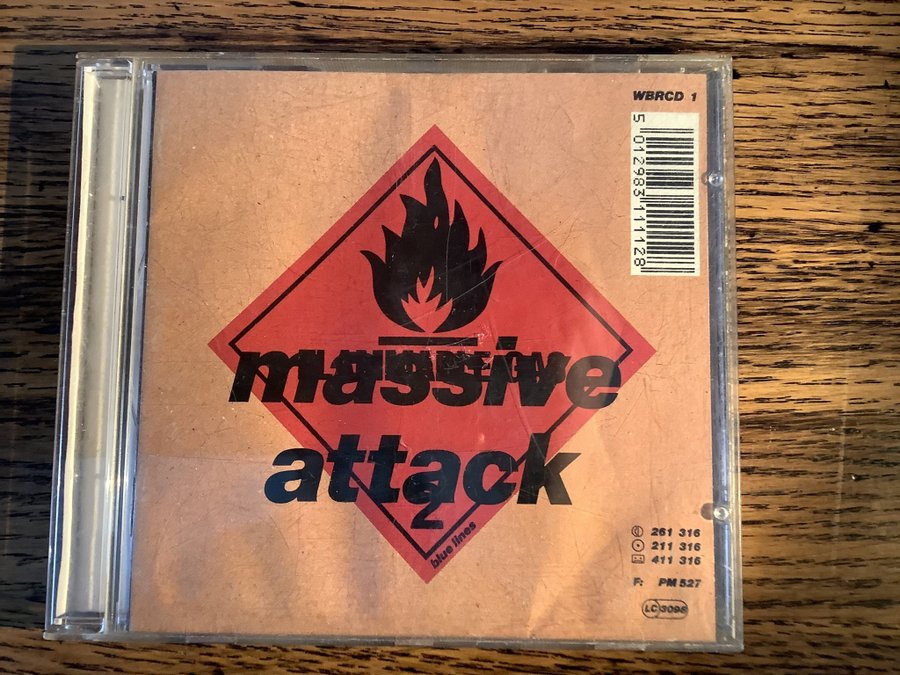 WBRCD 1
5 012983 111128
massive
attack
2
blue lines
261 316
211 316
411 316
F: PM 527
LC 3098